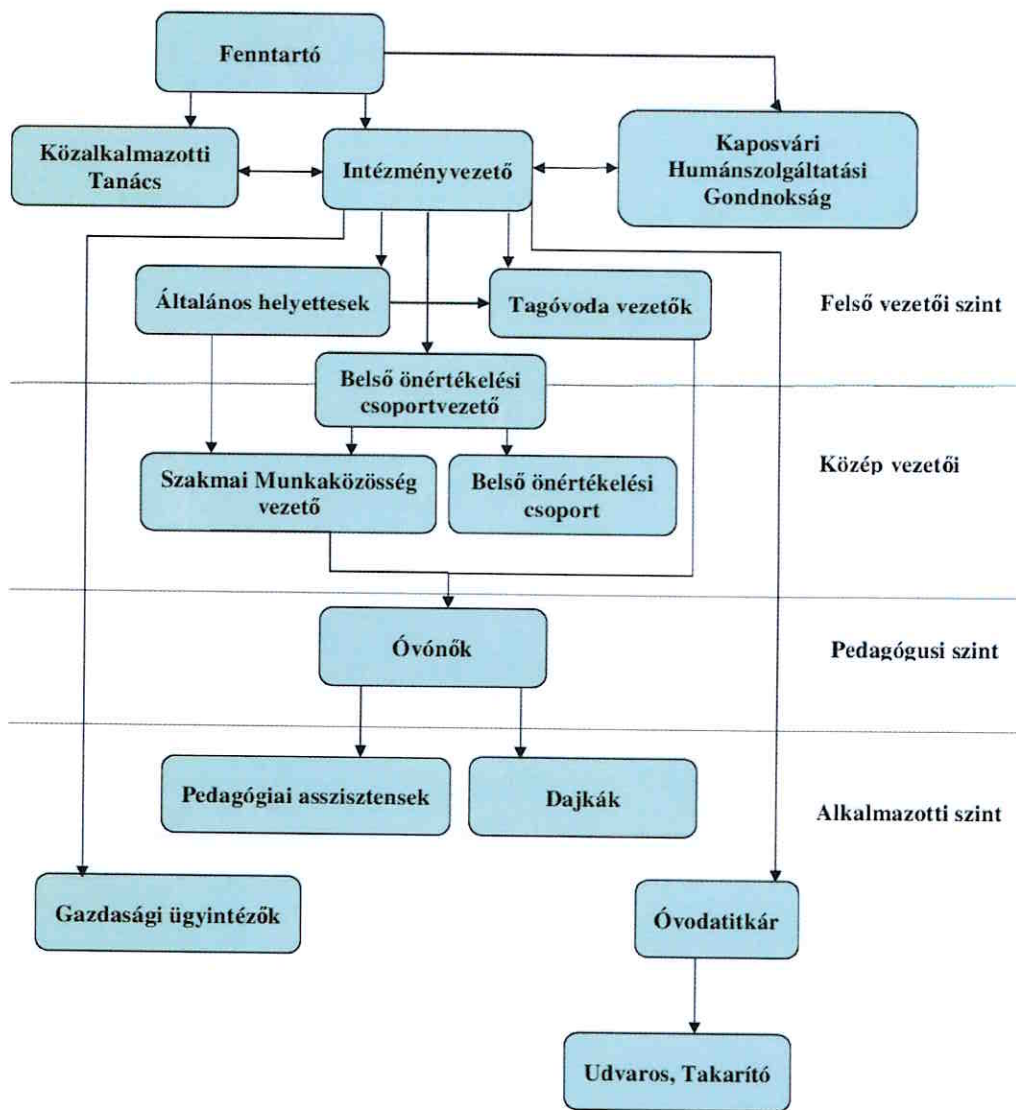 Fenntartó
Közalkalmazotti
Tanács
Intézményvezető
Kaposvári
Humánszolgáltatási
Gondnokság
Általános helyettesek
Tagóvoda vezetők
Felső vezetői szint
Belső önértékelési
csoportvezető
Közép vezetői
Szakmai Munkaközösség
vezető
Belső önértékelési
csoport
Óvónők
Pedagógusi szint
Pedagógiai asszisztensek
Dajkák
Alkalmazotti szint
Gazdasági ügyintézők
Óvodatitkár
Udvaros, Takarító